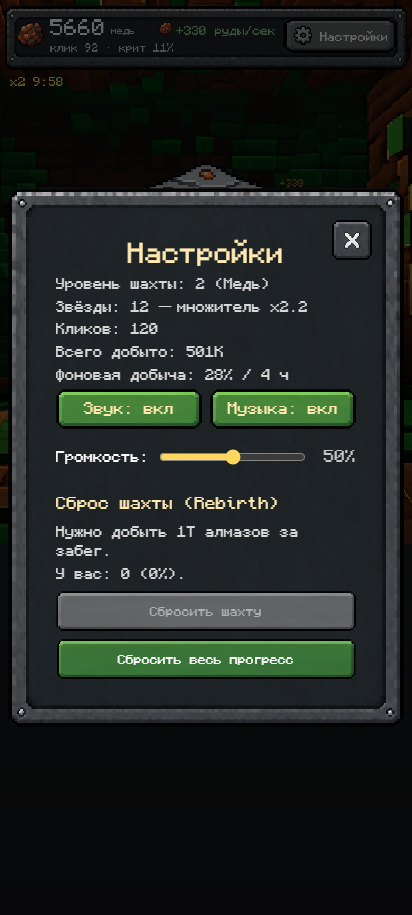 5660 медь +330 руды/сек Настройки
клик 92 · крит 11%
x2 9:58
+330
Настройки
Уровень шахты: 2 (Медь)
Звёзды: 12 — множитель x2.2
Кликов: 120
Всего добыто: 501K
Фоновая добыча: 28% / 4 ч
Звук: вкл Музыка: вкл
Громкость: 50%
Сброс шахты (Rebirth)
Нужно добыть 1T алмазов за
забег.
У вас: 0 (0%).
Сбросить шахту
Сбросить весь прогресс